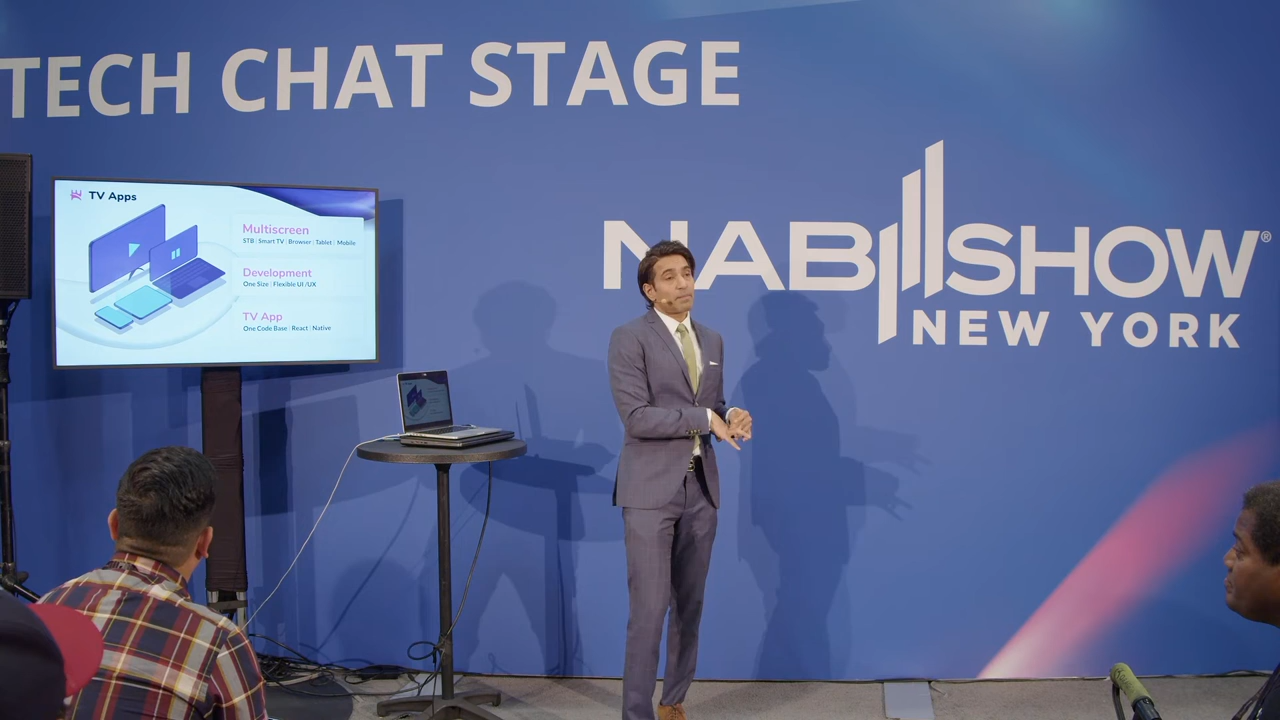 TECH CHAT STAGE
TV Apps
Multiscreen
STB | Smart TV | Browser | Tablet | Mobile
Development
One Size | Flexible UI /UX
TV App
One Code Base | React | Native
NAB SHOW®
NEW YORK